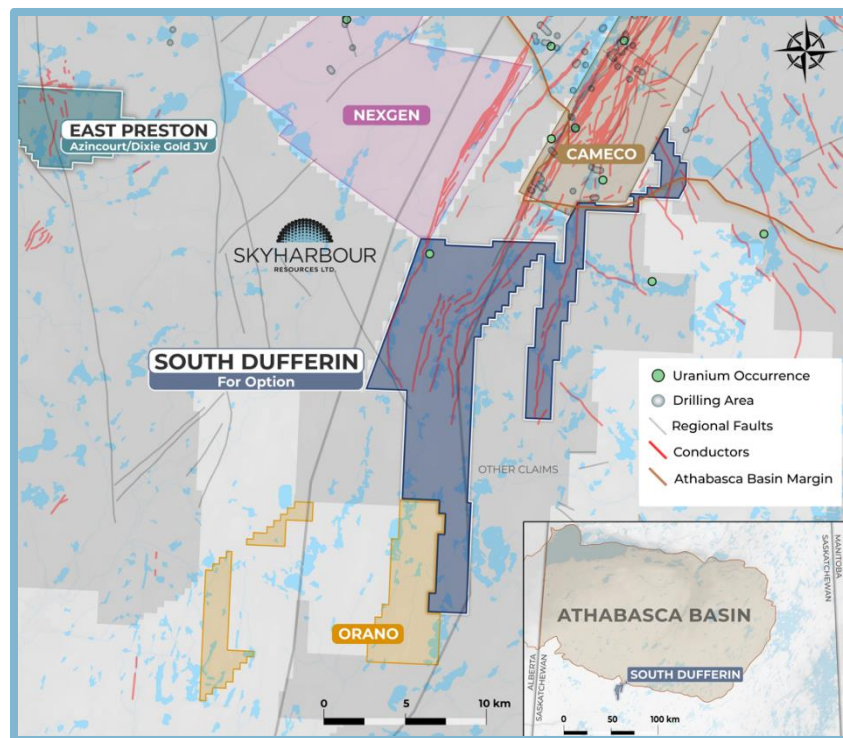 NEXGEN
EAST PRESTON
Azincourt/Dixie Gold JV
CAMECO
SKYHARBOUR
RESOURCES LTD.
SOUTH DUFFERIN
For Option
Uranium Occurrence
Drilling Area
Regional Faults
Conductors
Athabasca Basin Margin
OTHER CLAIMS
ORANO
0 5 10 km
MANITOBA
SASKATCHEWAN
ATHABASCA BASIN
SOUTH DUFFERIN
ALBERTA
SASKATCHEWAN
0 50 100 km